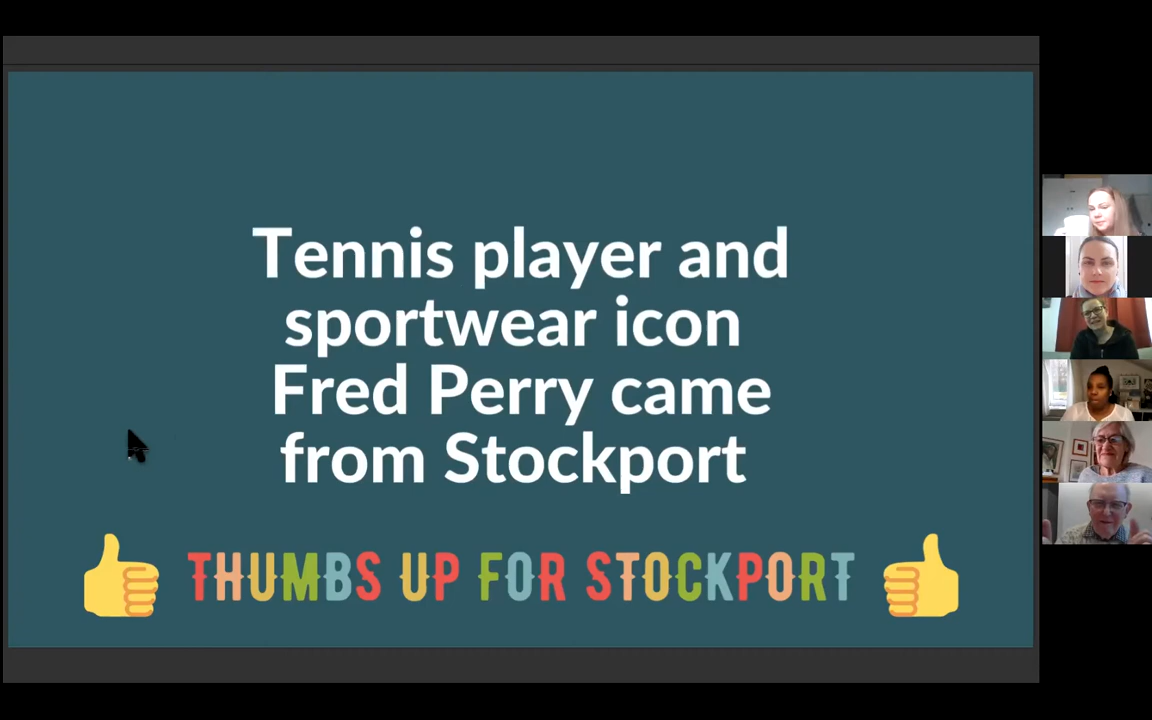 Tennis player and
sportwear icon
Fred Perry came
from Stockport
THUMBS UP FOR STOCKPORT